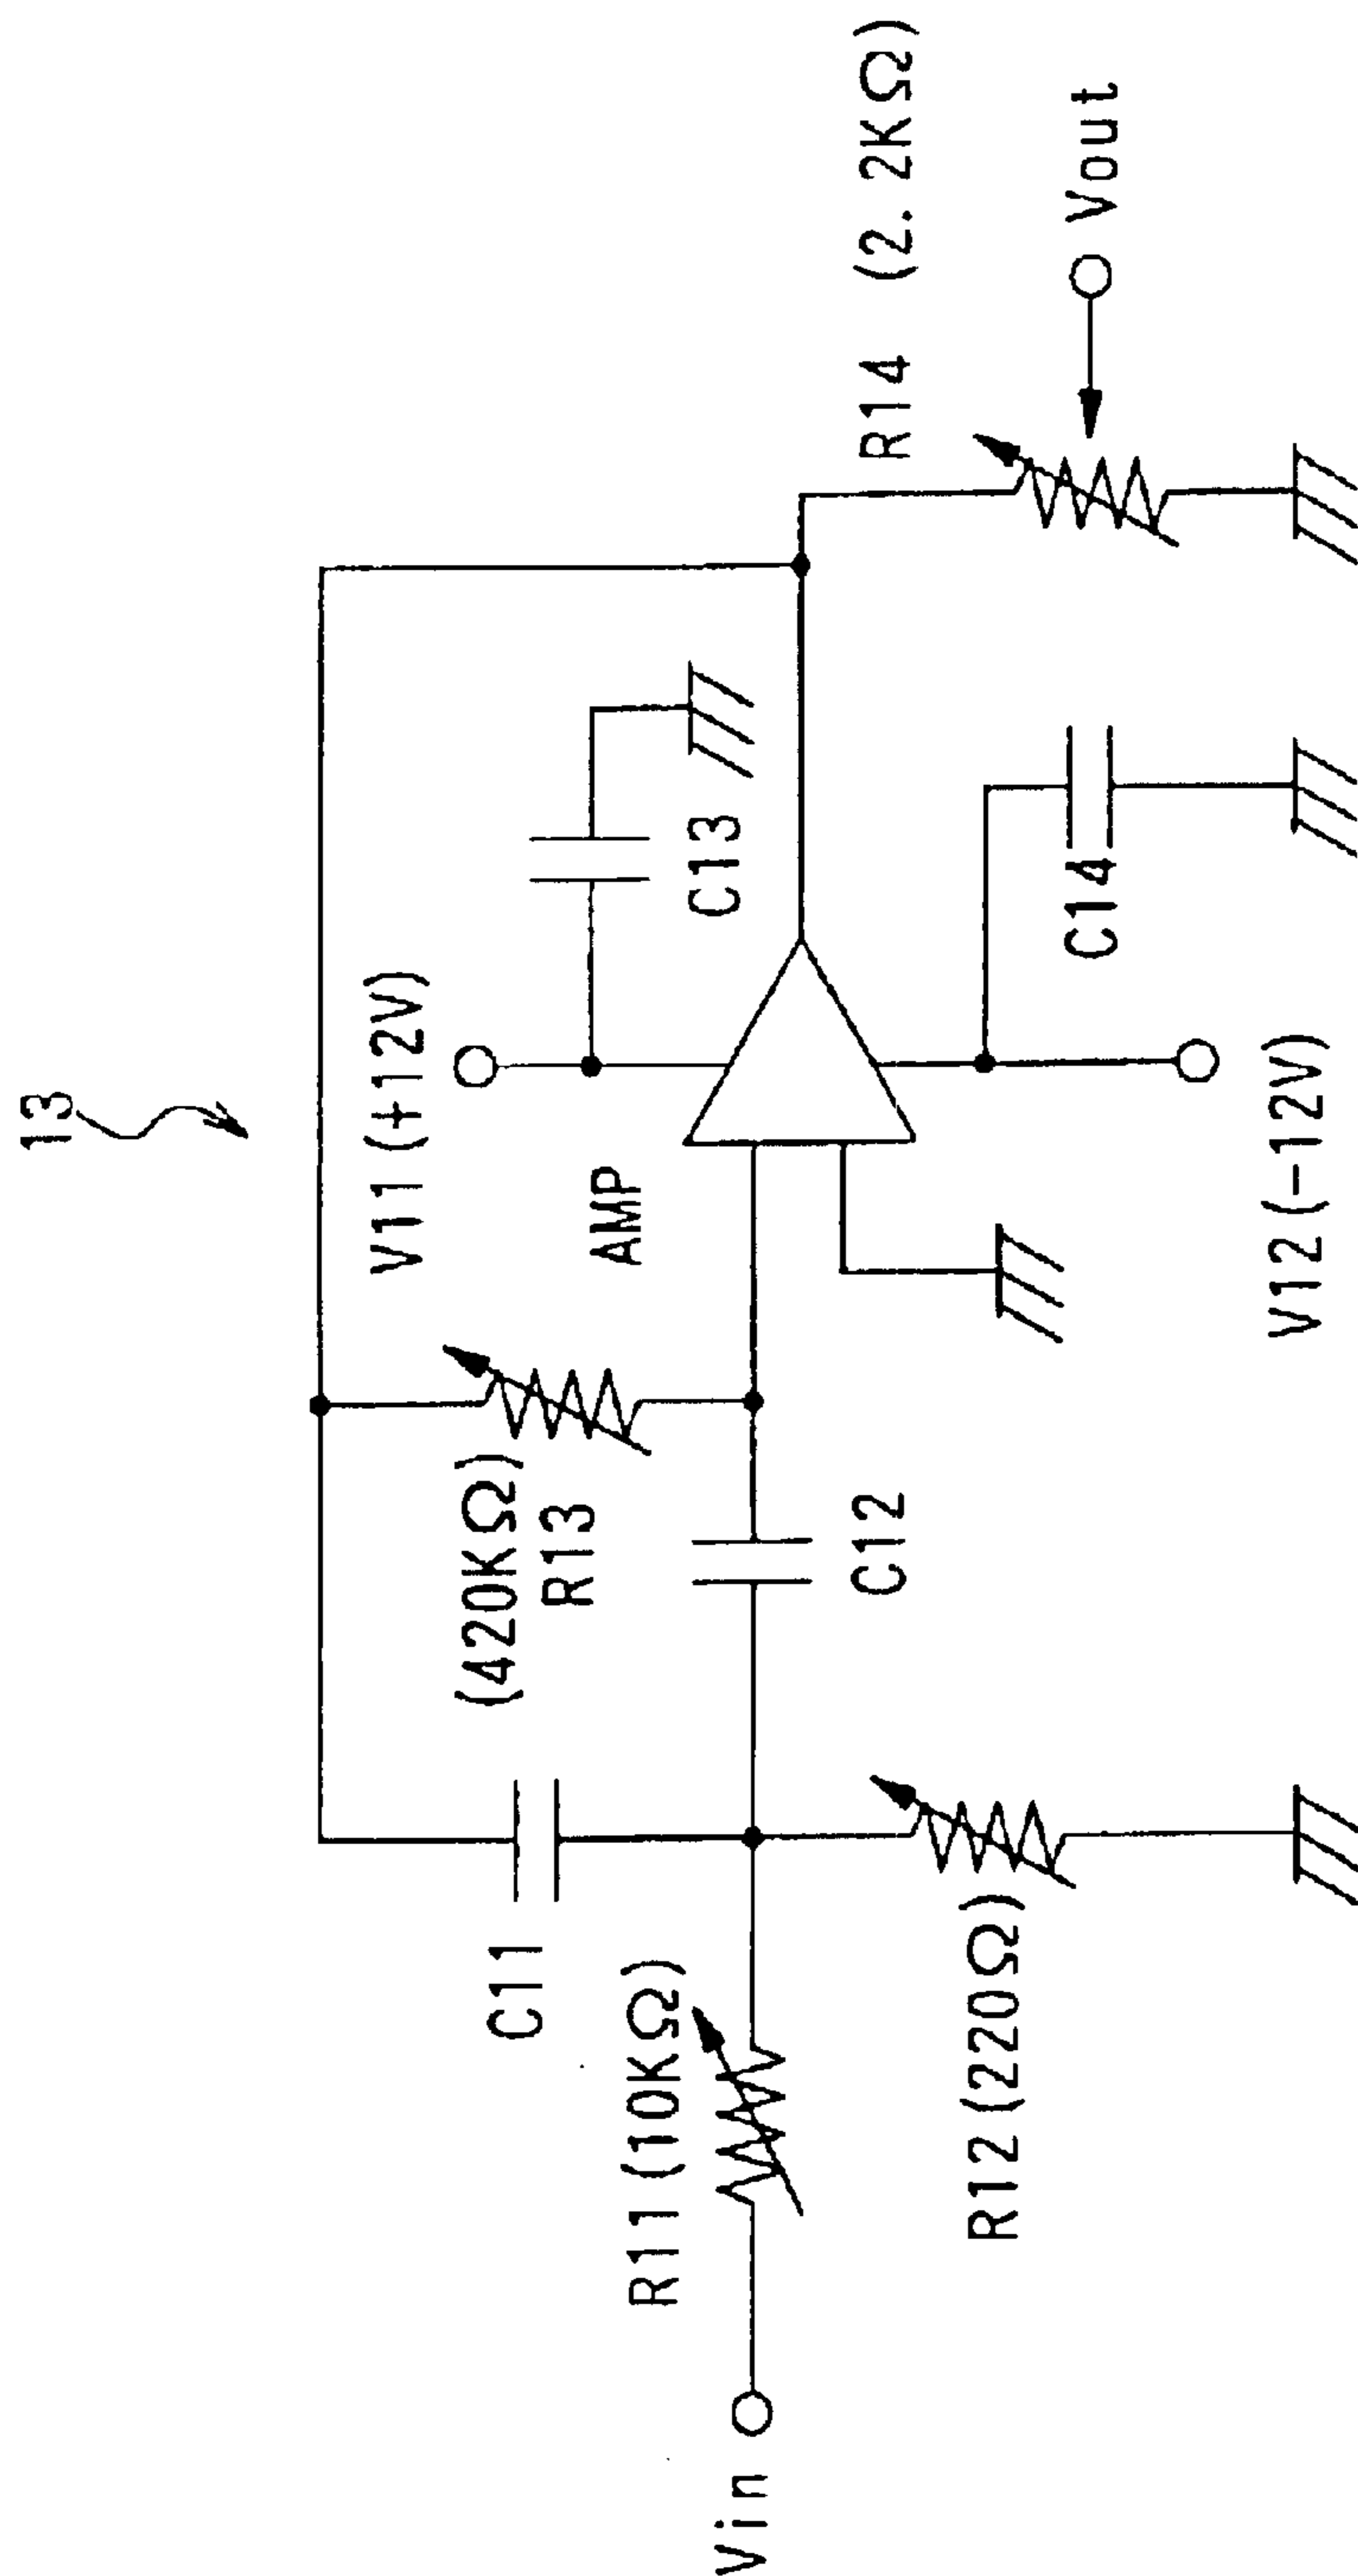 13
V11(+12V)
AMP
C13
(420KΩ)
R13
C11
R11(10KΩ)
Vin
C12
R12(220Ω)
V12(-12V)
C14
R14 (2.2KΩ)
Vout